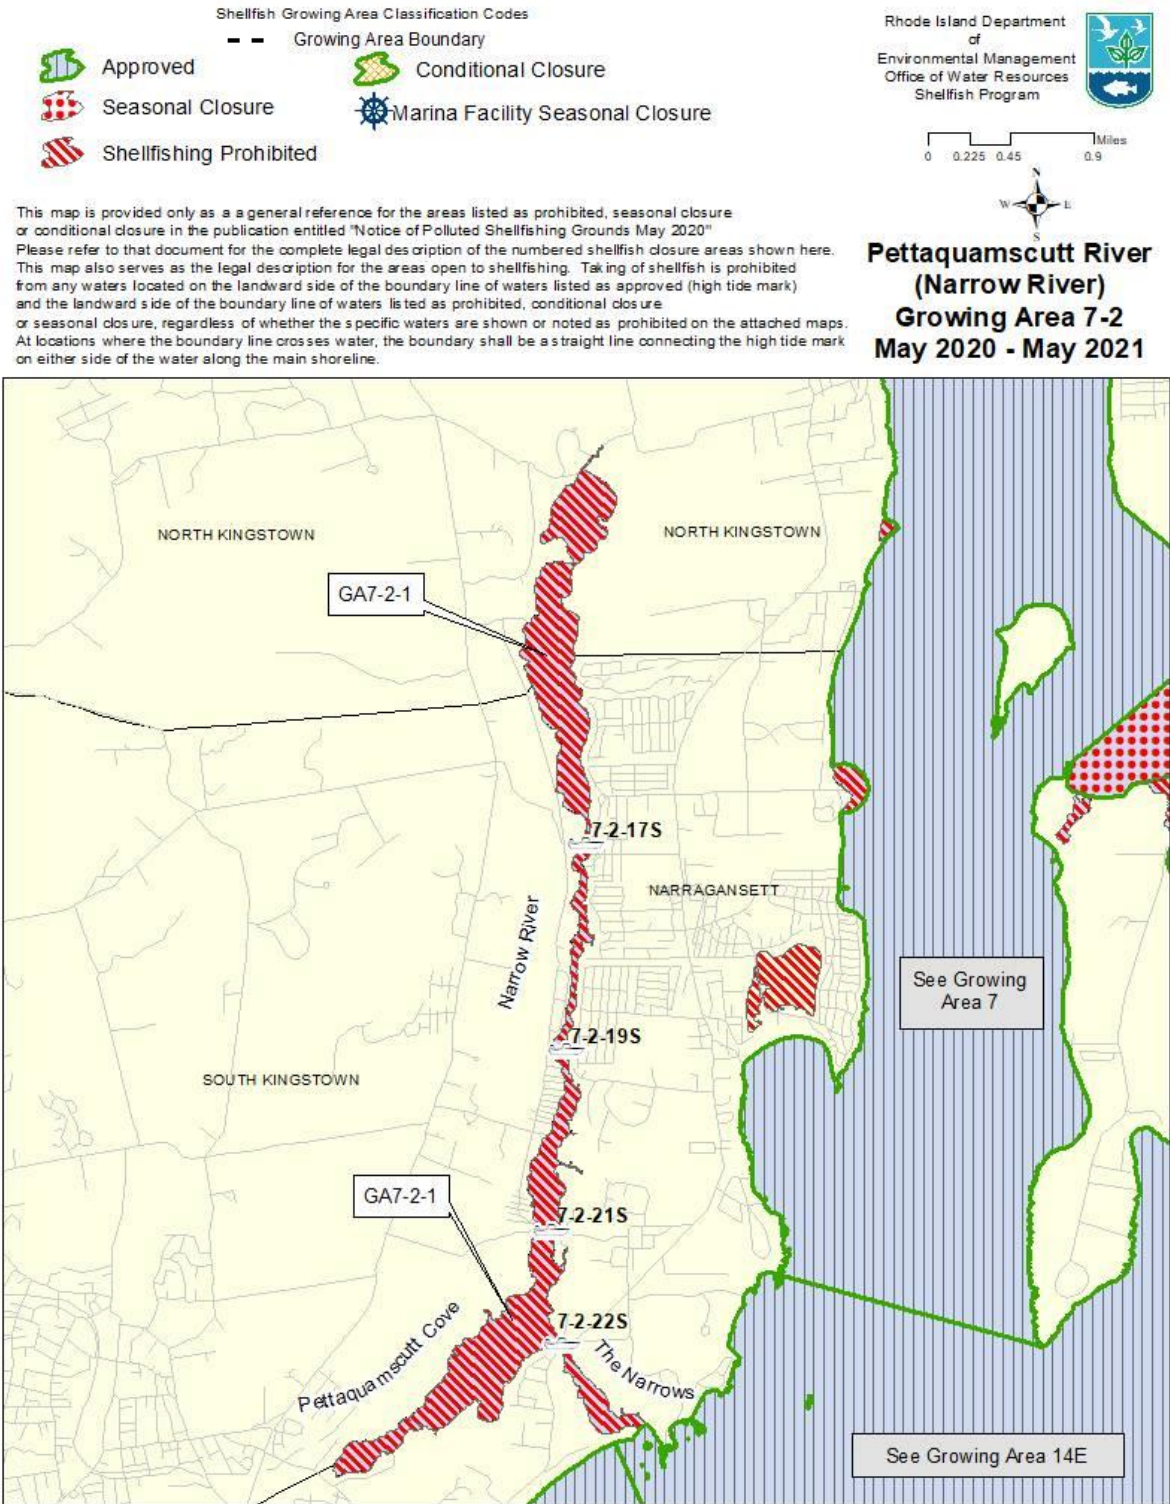 Shellfish Growing Area Classification Codes
Growing Area Boundary
Approved
Conditional Closure
Seasonal Closure
Marina Facility Seasonal Closure
Shellfishing Prohibited
Rhode Island Department
of
Environmental Management
Office of Water Resources
Shellfish Program
Miles
0 0.225 0.45 0.9
N
W E
S
This map is provided only as a a general reference for the areas listed as prohibited, seasonal closure
or conditional closure in the publication entitled "Notice of Polluted Shellfishing Grounds May 2020"
Please refer to that document for the complete legal description of the numbered shellfish closure areas shown here.
This map also serves as the legal description for the areas open to shellfishing. Taking of shellfish is prohibited
from any waters located on the landward side of the boundary line of waters listed as approved (high tide mark)
and the landward side of the boundary line of waters listed as prohibited, conditional closure
or seasonal closure, regardless of whether the specific waters are shown or noted as prohibited on the attached maps.
At locations where the boundary line crosses water, the boundary shall be a straight line connecting the high tide mark
on either side of the water along the main shoreline.
Pettaquamscutt River
(Narrow River)
Growing Area 7-2
May 2020 - May 2021
NORTH KINGSTOWN
NORTH KINGSTOWN
GA7-2-1
7-2-17S
NARRAGANSETT
Narrow River
See Growing
Area 7
7-2-19S
SOUTH KINGSTOWN
GA7-2-1
7-2-21S
7-2-22S
Pettaquamscutt Cove
The Narrows
See Growing Area 14E